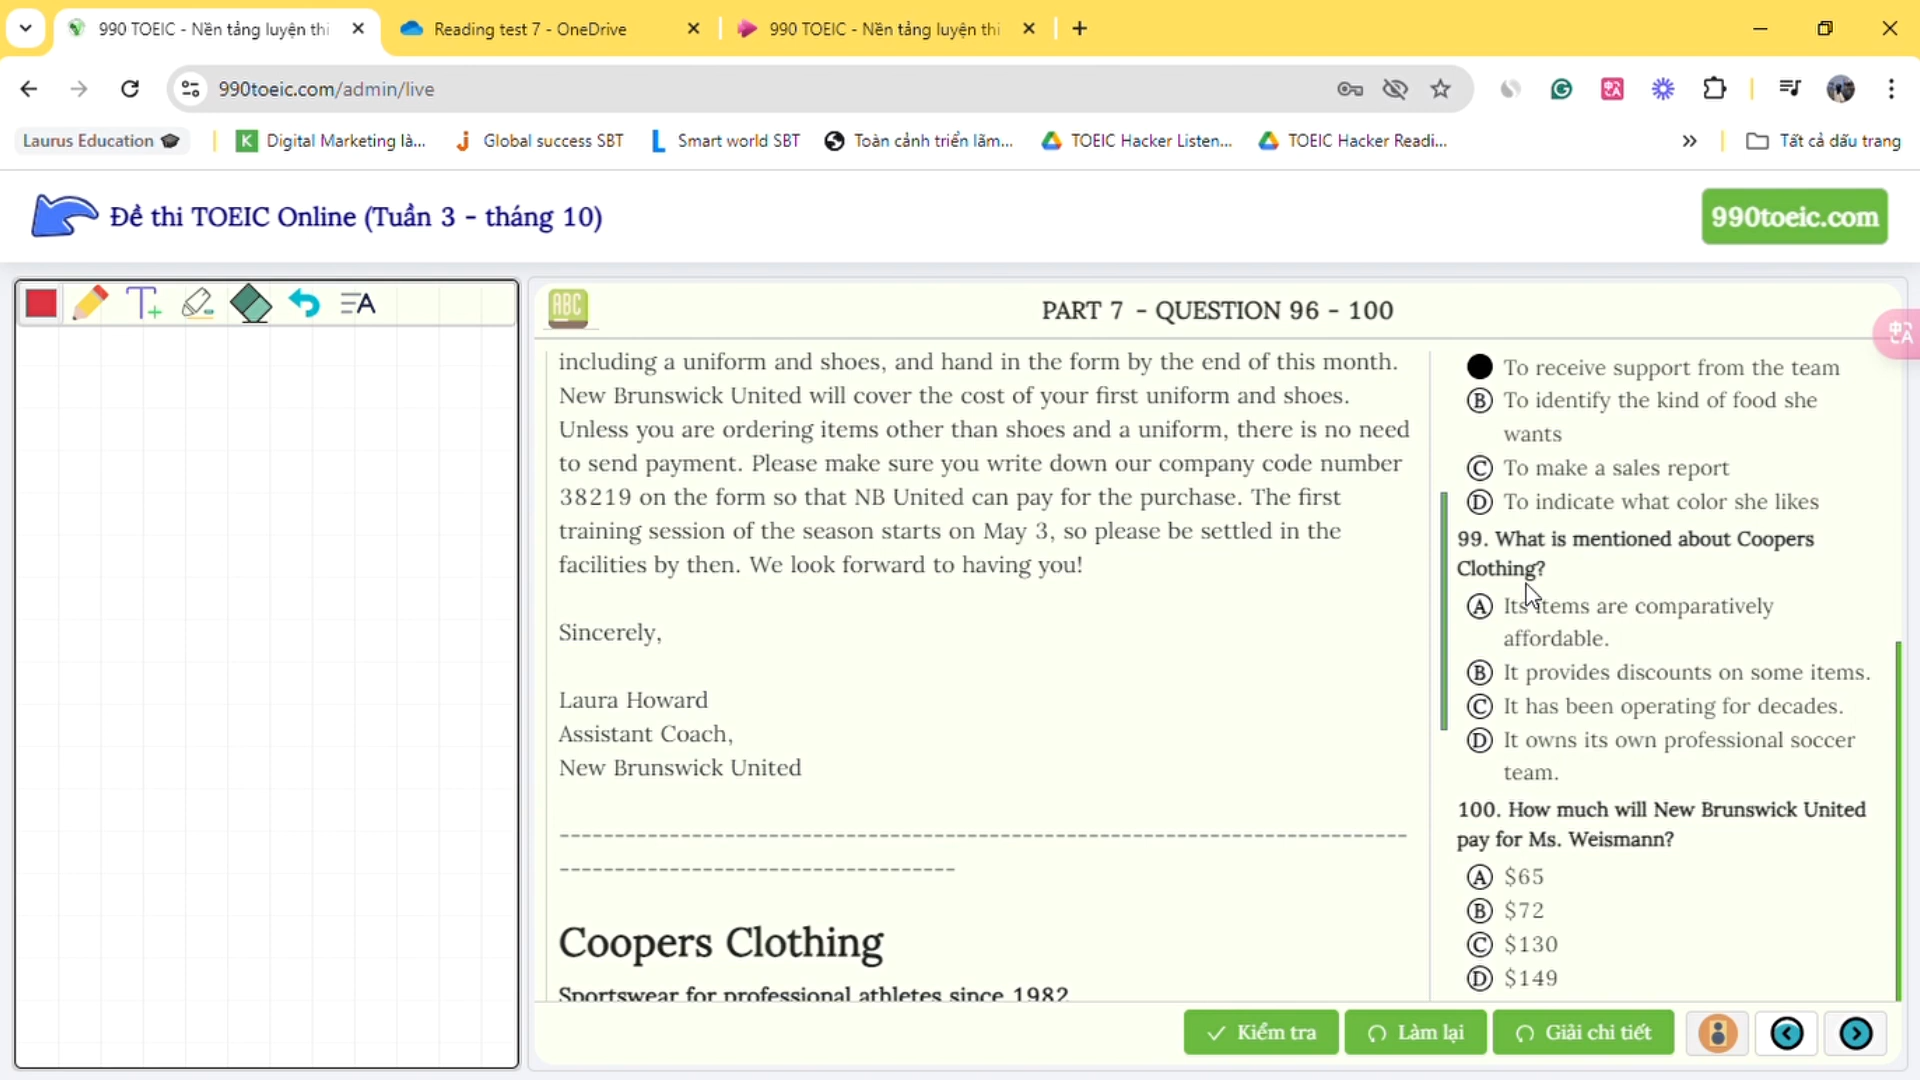 990 TOEIC - Nền tảng luyện thi
Reading test 7 - OneDrive
990 TOEIC - Nền tảng luyện thi
990toeic.com/admin/live
Laurus Education
Digital Marketing là...
Global success SBT
Smart world SBT
Toàn cảnh triển lãm...
TOEIC Hacker Listen...
TOEIC Hacker Readi...
Tất cả dấu trang
Đề thi TOEIC Online (Tuần 3 - tháng 10)
990toeic.com
ABC
PART 7 - QUESTION 96 - 100
including a uniform and shoes, and hand in the form by the end of this month.
New Brunswick United will cover the cost of your first uniform and shoes.
Unless you are ordering items other than shoes and a uniform, there is no need
to send payment. Please make sure you write down our company code number
38219 on the form so that NB United can pay for the purchase. The first
training session of the season starts on May 3, so please be settled in the
facilities by then. We look forward to having you!
Sincerely,
Laura Howard
Assistant Coach,
New Brunswick United
-----------------------------------------------------------------------------
------------------------------------
Coopers Clothing
Sportswear for professional athletes since 1982
To receive support from the team
B To identify the kind of food she
wants
C To make a sales report
D To indicate what color she likes
99. What is mentioned about Coopers
Clothing?
A Its items are comparatively
affordable.
B It provides discounts on some items.
C It has been operating for decades.
D It owns its own professional soccer
team.
100. How much will New Brunswick United
pay for Ms. Weismann?
A $65
B $72
C $130
D $149
Kiểm tra
Làm lại
Giải chi tiết